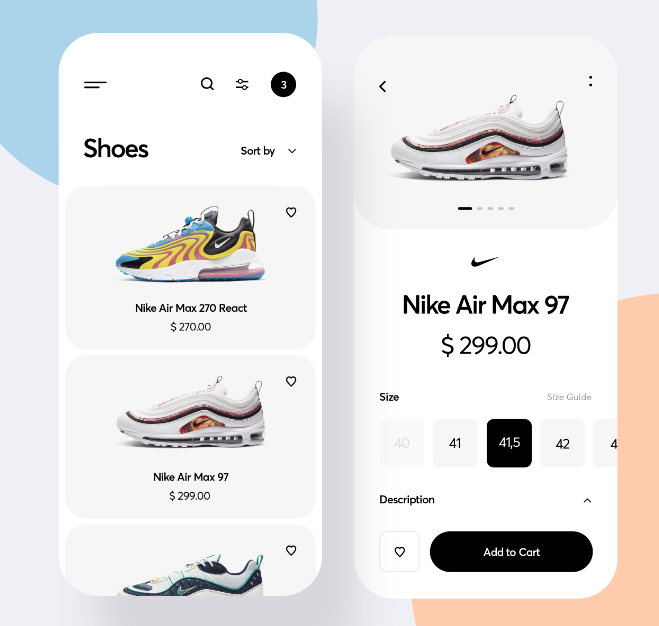 3
Shoes
Sort by
Nike Air Max 270 React
$ 270.00
Nike Air Max 97
$ 299.00
Nike Air Max 97
$ 299.00
Size
Size Guide
40
41
41,5
42
4
Description
Add to Cart